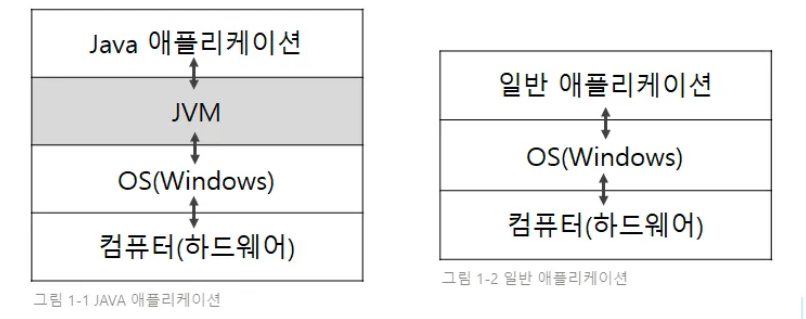 Java 애플리케이션
JVM
OS(Windows)
컴퓨터(하드웨어)
그림 1-1 JAVA 애플리케이션
일반 애플리케이션
OS(Windows)
컴퓨터(하드웨어)
그림 1-2 일반 애플리케이션